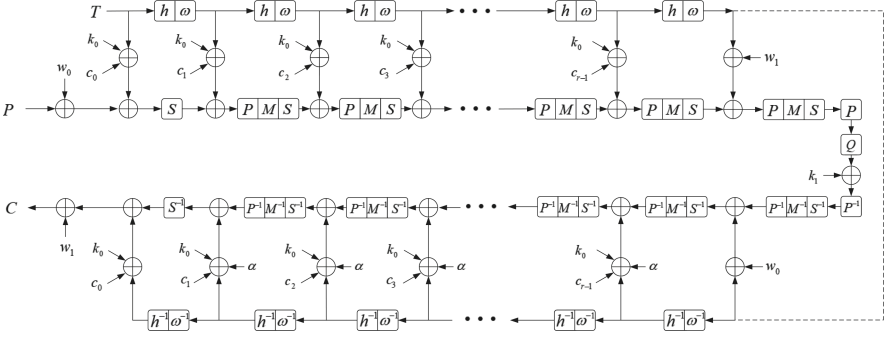 T h ω h ω h ω • • • h ω h ω
k₀ k₀ k₀ k₀ k₀
w₀ c₀ c₁ c₂ c₃ cᵣ₋₁ w₁
P S P M S P M S • • • P M S P M S P M S P
Q
k₁
C S⁻¹ P⁻¹ M⁻¹ S⁻¹ P⁻¹ M⁻¹ S⁻¹ • • • P⁻¹ M⁻¹ S⁻¹ P⁻¹ M⁻¹ S⁻¹ P⁻¹ M⁻¹ S⁻¹ P⁻¹
w₁ k₀ k₀ k₀ k₀ k₀
c₀ c₁ α c₂ α c₃ α cᵣ₋₁ α w₀
h⁻¹ ω⁻¹ h⁻¹ ω⁻¹ h⁻¹ ω⁻¹ • • • h⁻¹ ω⁻¹ h⁻¹ ω⁻¹